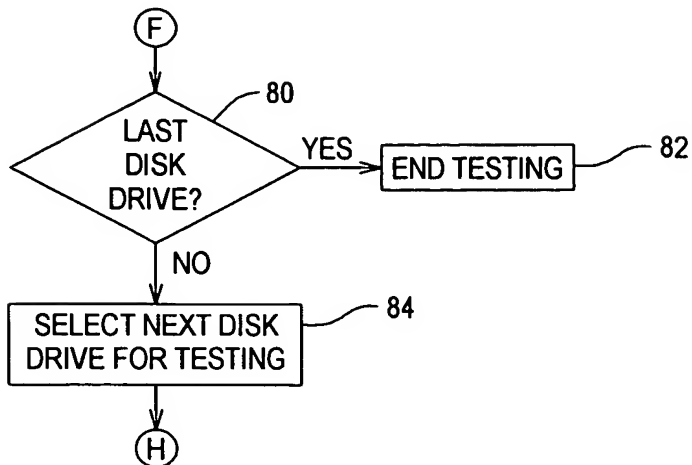 F
80
LAST
DISK
DRIVE?
YES
END TESTING
82
NO
84
SELECT NEXT DISK
DRIVE FOR TESTING
H